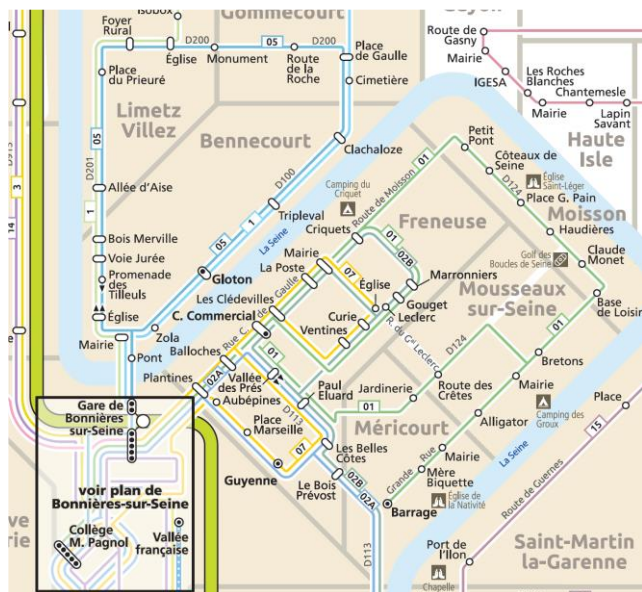 Isobox
Gommecourt
Foyer
Rural
Église
D200
05
D200
Monument
Route
de la
Roche
Place
de Gaulle
Cimetière
Place
du Prieuré
Limetz
Villez
Bennecourt
Clachaloze
Route
de Gasny
Mairie
IGESA
Les Roches
Blanches
Chantemesle
Mairie
Lapin
Savant
Haute
Isle
D915
3
14
05
D201
1
Allée d'Aise
Bois Merville
Voie Jurée
Promenade
des
Tilleuls
Église
Mairie
Zola
Pont
D100
1
05
Tripleval
Gloton
La Seine
Camping du
Criquet
Criquets
Route de Moisson
01
01
Petit
Pont
Côteaux de
Seine
Église
Saint-Léger
D124
Place G. Pain
Moisson
Haudières
Claude
Monet
Golf des
Boucles de Seine
Base de
Loisir
Freneuse
02B
Mairie
La Poste
07
Les Clédevilles
C. Commercial
Église
Curie
Ventines
Marronniers
Gouget
Leclerc
R. du Gal Leclerc
Mousseaux
sur-Seine
D124
01
Balloches
Plantines
02A
01
Vallée
des Prés
Aubépines
Place
Marseille
D113
07
Guyenne
Paul
Eluard
Jardinerie
01
Route des
Crêtes
Bretons
Mairie
Camping des
Groux
Alligator
Méricourt
Les Belles
Côtes
Le Bois
Prévost
02B
02A
D113
Grande Rue
Mairie
Mère
Biquette
Église de
la Nativité
Barrage
La Seine
Place
15
Route de Guernes
Port de
l'Ilon
Chapelle
Saint-Martin
la-Garenne
Gare de
Bonnières
sur-Seine
voir plan de
Bonnières-sur-Seine
Collège
M. Pagnol
Vallée
française